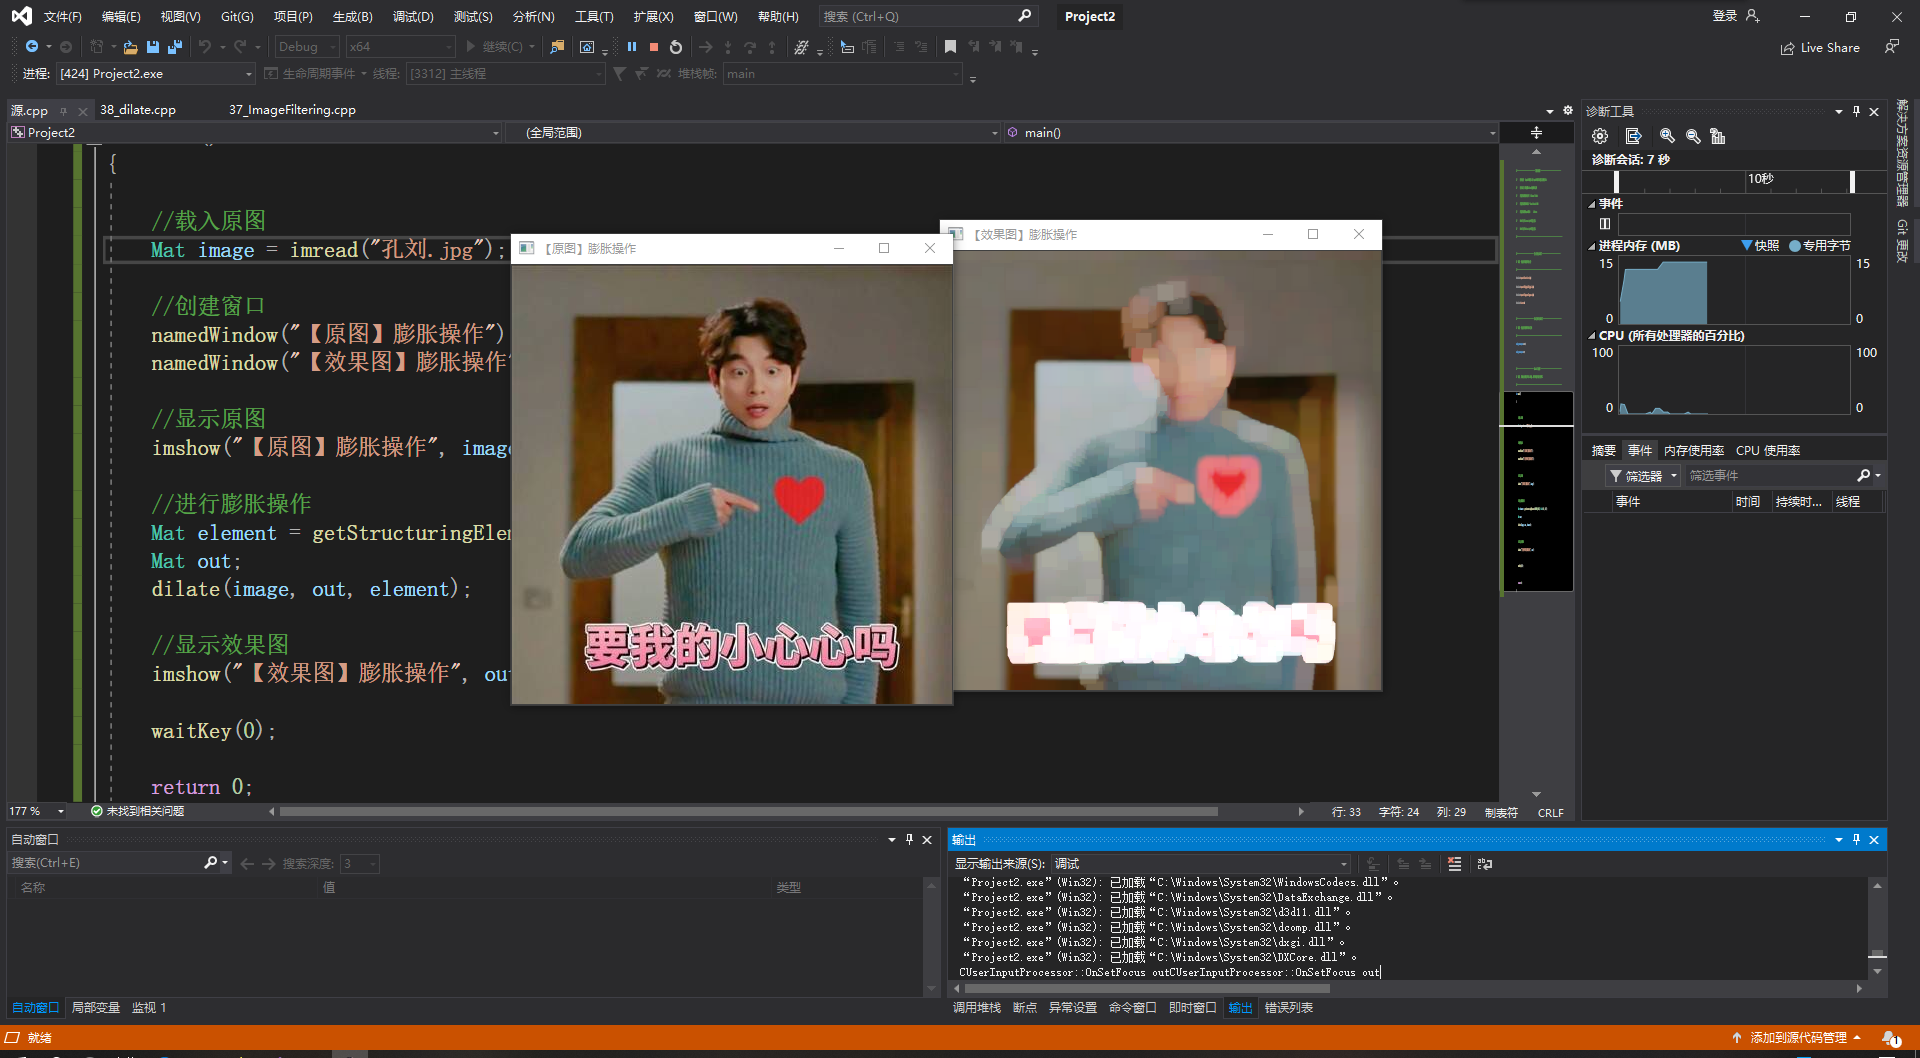 文件(F) 编辑(E) 视图(V) Git(G) 项目(P) 生成(B) 调试(D) 测试(S) 分析(N) 工具(T) 扩展(X) 窗口(W) 帮助(H) 搜索 (Ctrl+Q) Project2 登录
Debug x64 继续(C) Live Share
进程: [424] Project2.exe 生命周期事件 线程: [3312] 主线程 堆栈帧: main
源.cpp 38_dilate.cpp 37_ImageFiltering.cpp
Project2 (全局范围) main()
{
//载入原图
Mat image = imread("孔刘.jpg");
//创建窗口
namedWindow("【原图】膨胀操作")
namedWindow("【效果图】膨胀操作"
//显示原图
imshow("【原图】膨胀操作", imag
//进行膨胀操作
Mat element = getStructuringEle
Mat out;
dilate(image, out, element);
//显示效果图
imshow("【效果图】膨胀操作", ou
waitKey(0);
return 0;
【原图】膨胀操作
要我的小心心吗
【效果图】膨胀操作
177 % 未找到相关问题 行: 33 字符: 24 列: 29 制表符 CRLF
诊断工具
诊断会话: 7 秒
10秒
事件
进程内存 (MB) 快照 专用字节
15 15
0 0
CPU (所有处理器的百分比)
100 100
0 0
摘要 事件 内存使用率 CPU 使用率
筛选器 筛选事件
事件 时间 持续时... 线程
解决方案资源管理器
Git 更改
自动窗口
搜索(Ctrl+E) 搜索深度: 3
名称 值 类型
自动窗口 局部变量 监视 1
输出
显示输出来源(S): 调试
“Project2.exe”(Win32): 已加载“C:\Windows\System32\WindowsCodecs.dll”。
“Project2.exe”(Win32): 已加载“C:\Windows\System32\DataExchange.dll”。
“Project2.exe”(Win32): 已加载“C:\Windows\System32\d3d11.dll”。
“Project2.exe”(Win32): 已加载“C:\Windows\System32\dcomp.dll”。
“Project2.exe”(Win32): 已加载“C:\Windows\System32\dxgi.dll”。
“Project2.exe”(Win32): 已加载“C:\Windows\System32\DXCore.dll”。
CUserInputProcessor::OnSetFocus outCUserInputProcessor::OnSetFocus out
调用堆栈 断点 异常设置 命令窗口 即时窗口 输出 错误列表
就绪 添加到源代码管理 1